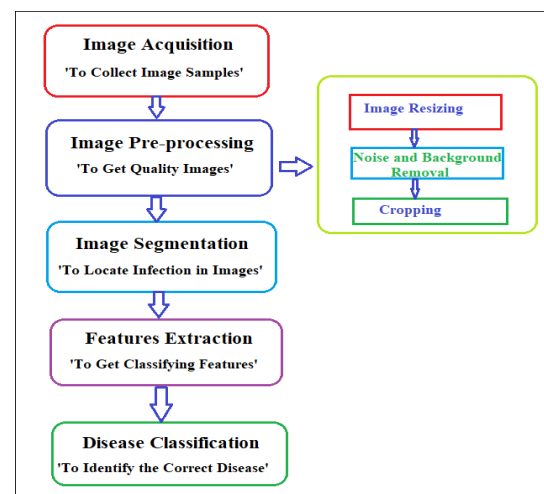 Image Acquisition
'To Collect Image Samples'
Image Pre-processing
'To Get Quality Images'
Image Resizing
Noise and Background
Removal
Cropping
Image Segmentation
'To Locate Infection in Images'
Features Extraction
'To Get Classifying Features'
Disease Classification
'To Identify the Correct Disease'